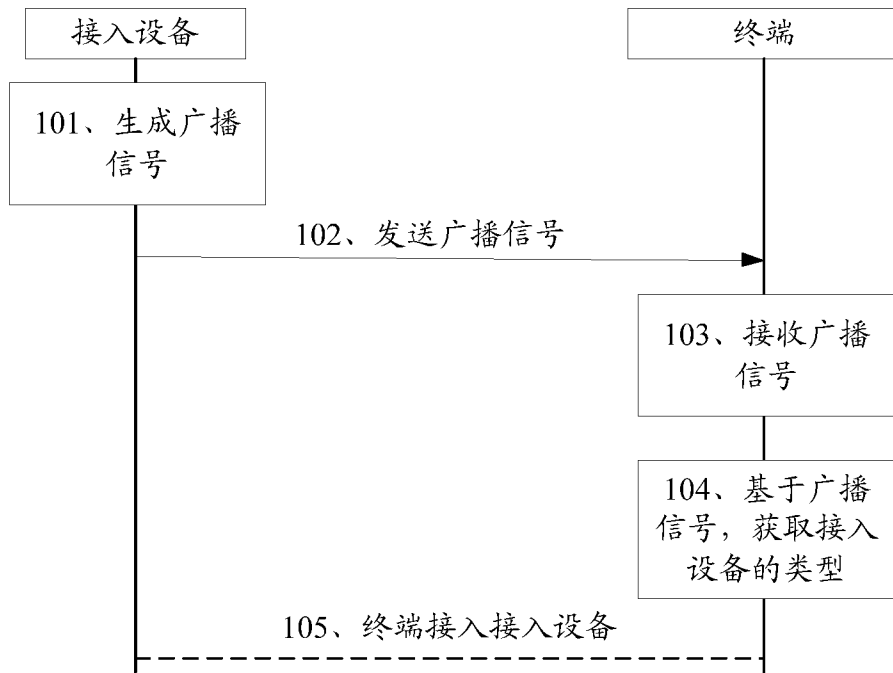 接入设备
终端
101、生成广播
信号
102、发送广播信号
103、接收广播
信号
104、基于广播
信号，获取接入
设备的类型
105、终端接入接入设备